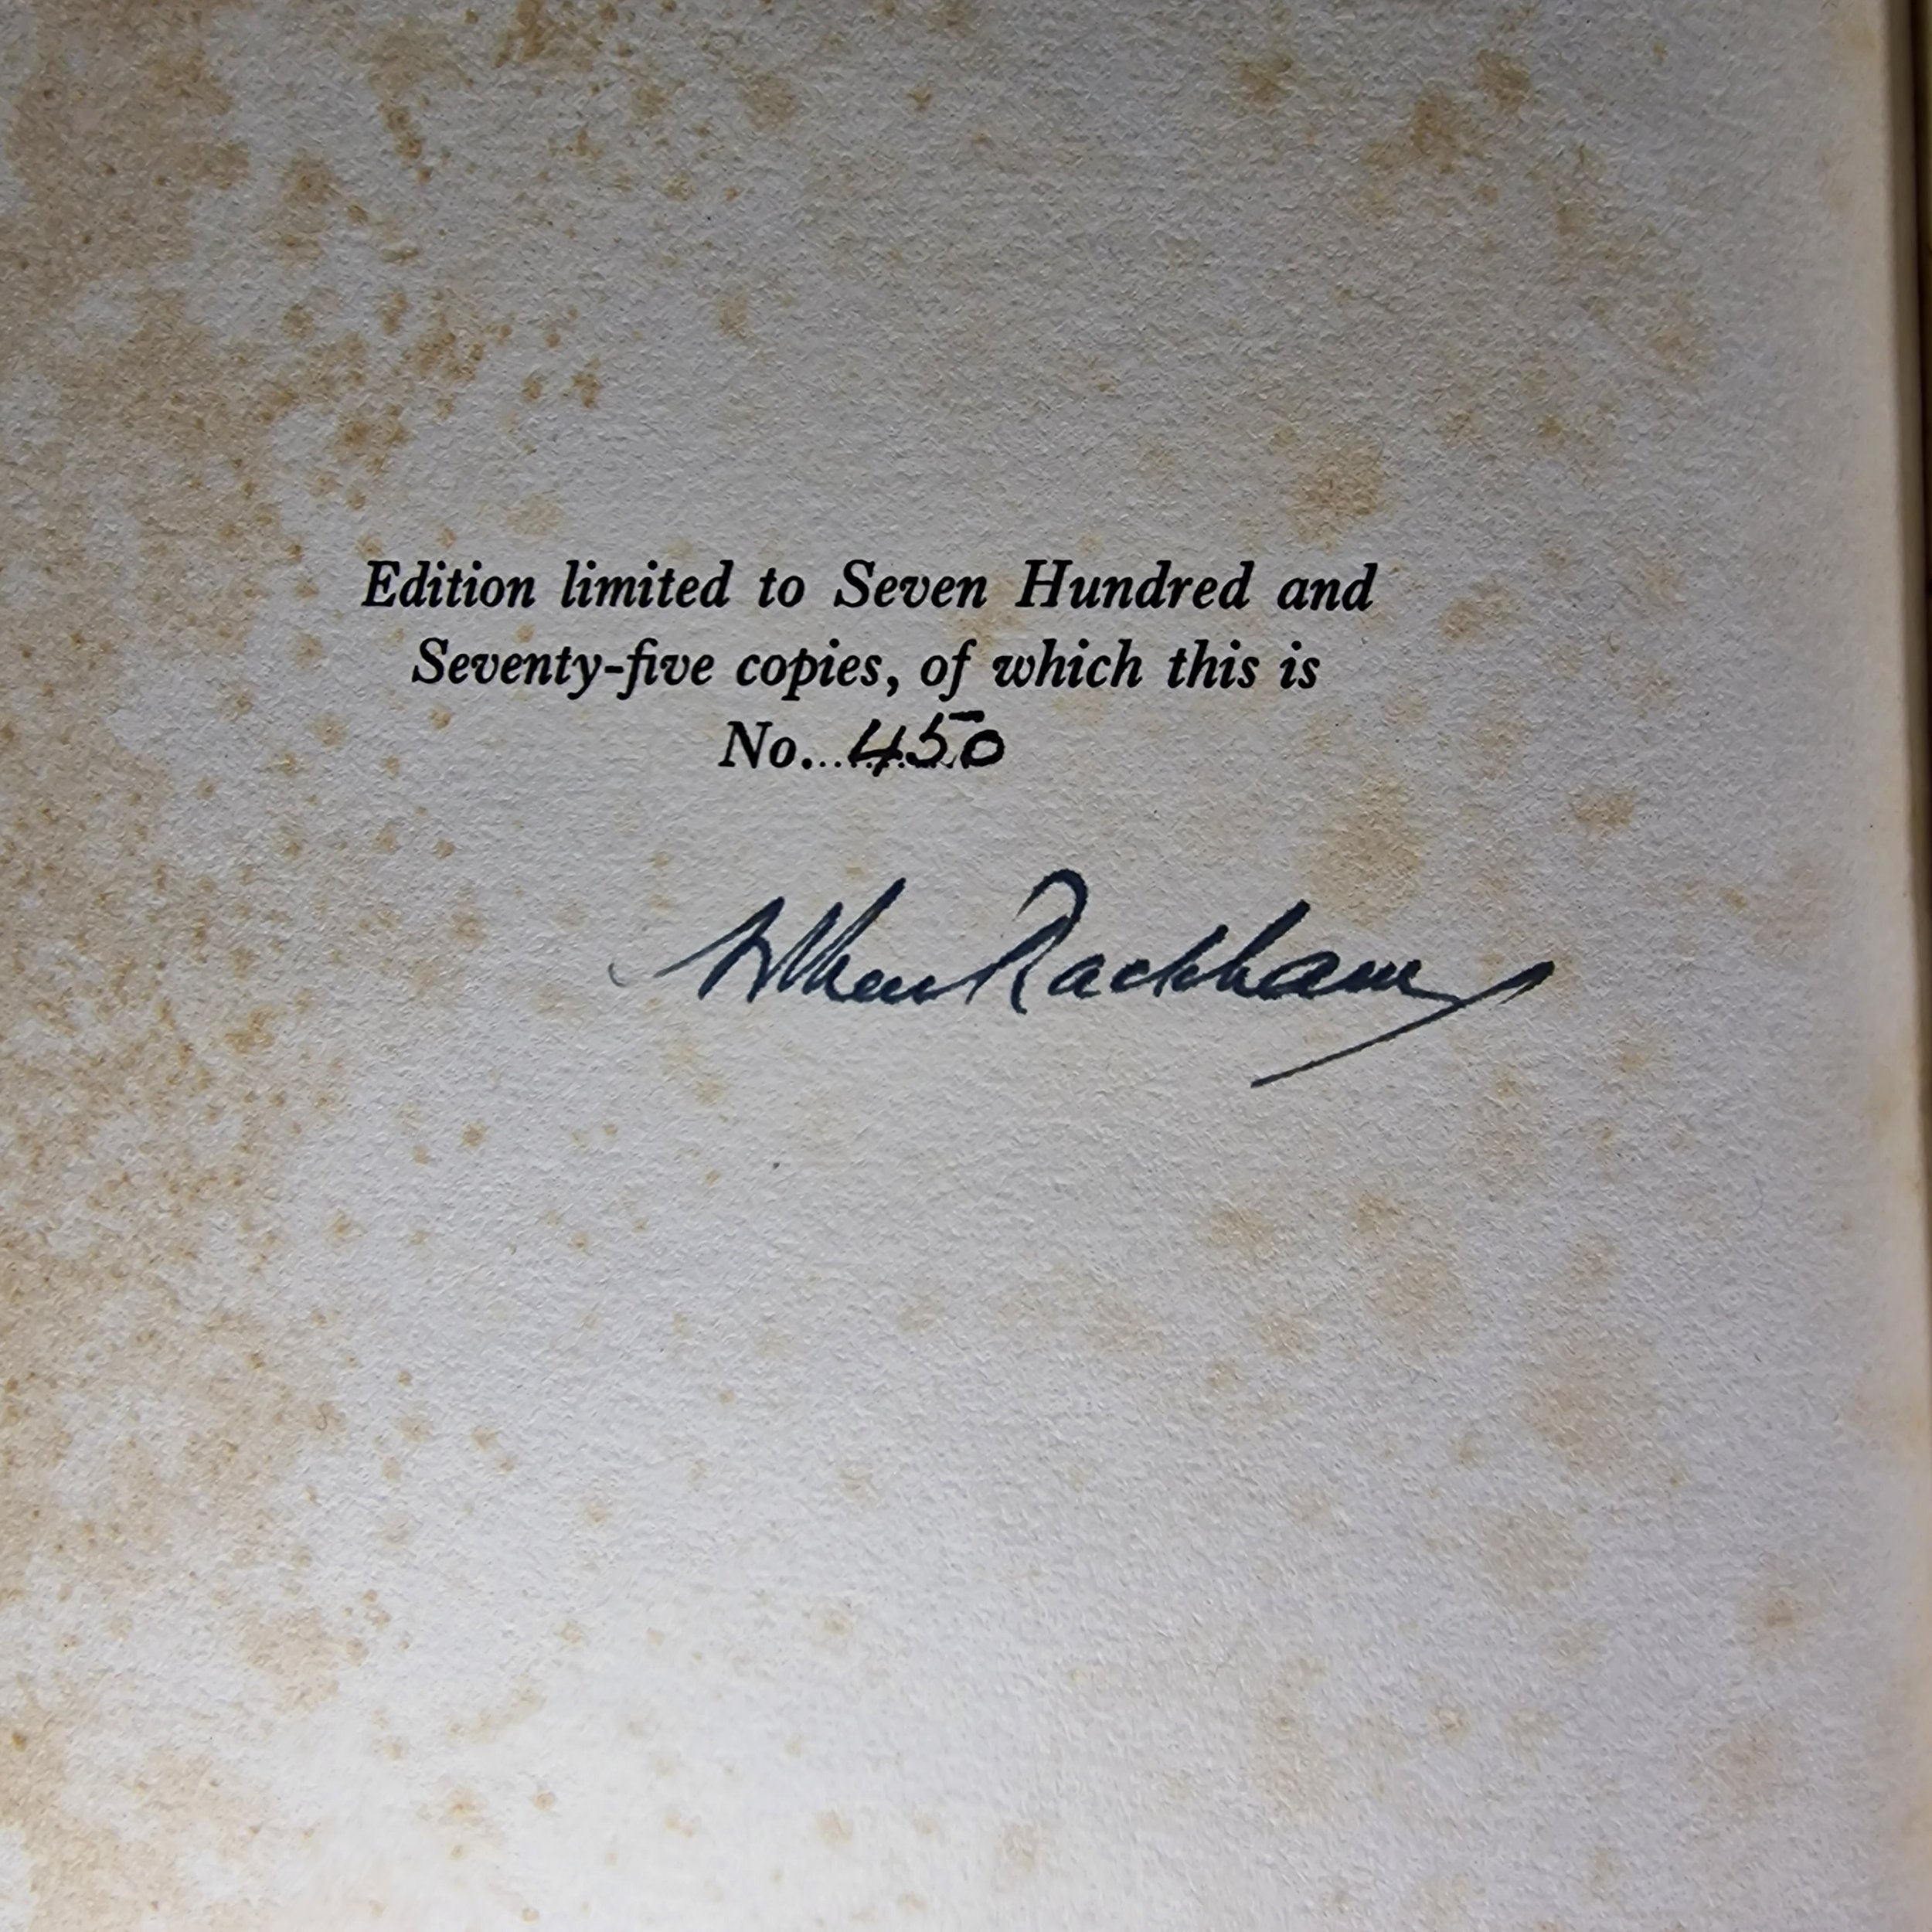 Edition limited to Seven Hundred and
Seventy-five copies, of which this is
No. 450
Arthur Rackham